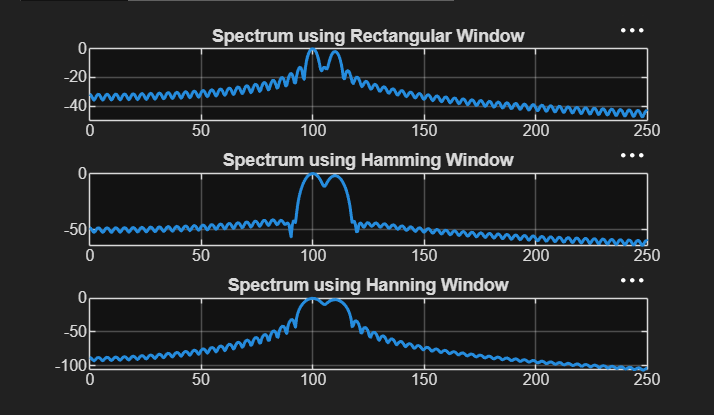 Spectrum using Rectangular Window
0
-20
-40
0 50 100 150 200 250
Spectrum using Hamming Window
0
-50
0 50 100 150 200 250
Spectrum using Hanning Window
0
-50
-100
0 50 100 150 200 250